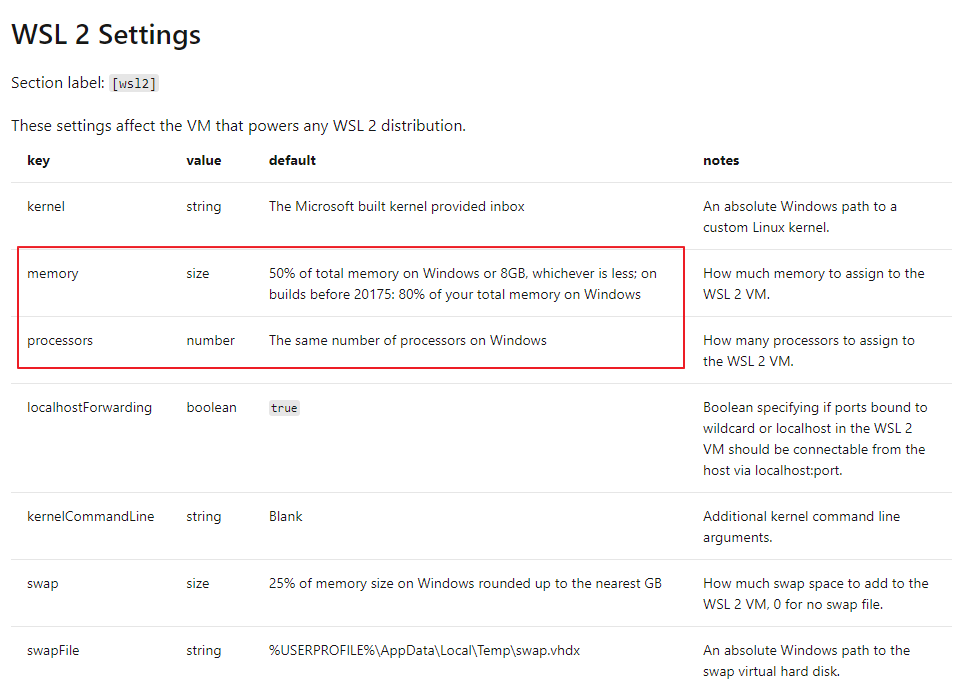 WSL 2 Settings
Section label: [wsl2]
These settings affect the VM that powers any WSL 2 distribution.
key value default notes
kernel string The Microsoft built kernel provided inbox An absolute Windows path to a
custom Linux kernel.
memory size 50% of total memory on Windows or 8GB, whichever is less; on How much memory to assign to the
builds before 20175: 80% of your total memory on Windows WSL 2 VM.
processors number The same number of processors on Windows How many processors to assign to
the WSL 2 VM.
localhostForwarding boolean true Boolean specifying if ports bound to
wildcard or localhost in the WSL 2
VM should be connectable from the
host via localhost:port.
kernelCommandLine string Blank Additional kernel command line
arguments.
swap size 25% of memory size on Windows rounded up to the nearest GB How much swap space to add to the
WSL 2 VM, 0 for no swap file.
swapFile string %USERPROFILE%\AppData\Local\Temp\swap.vhdx An absolute Windows path to the
swap virtual hard disk.